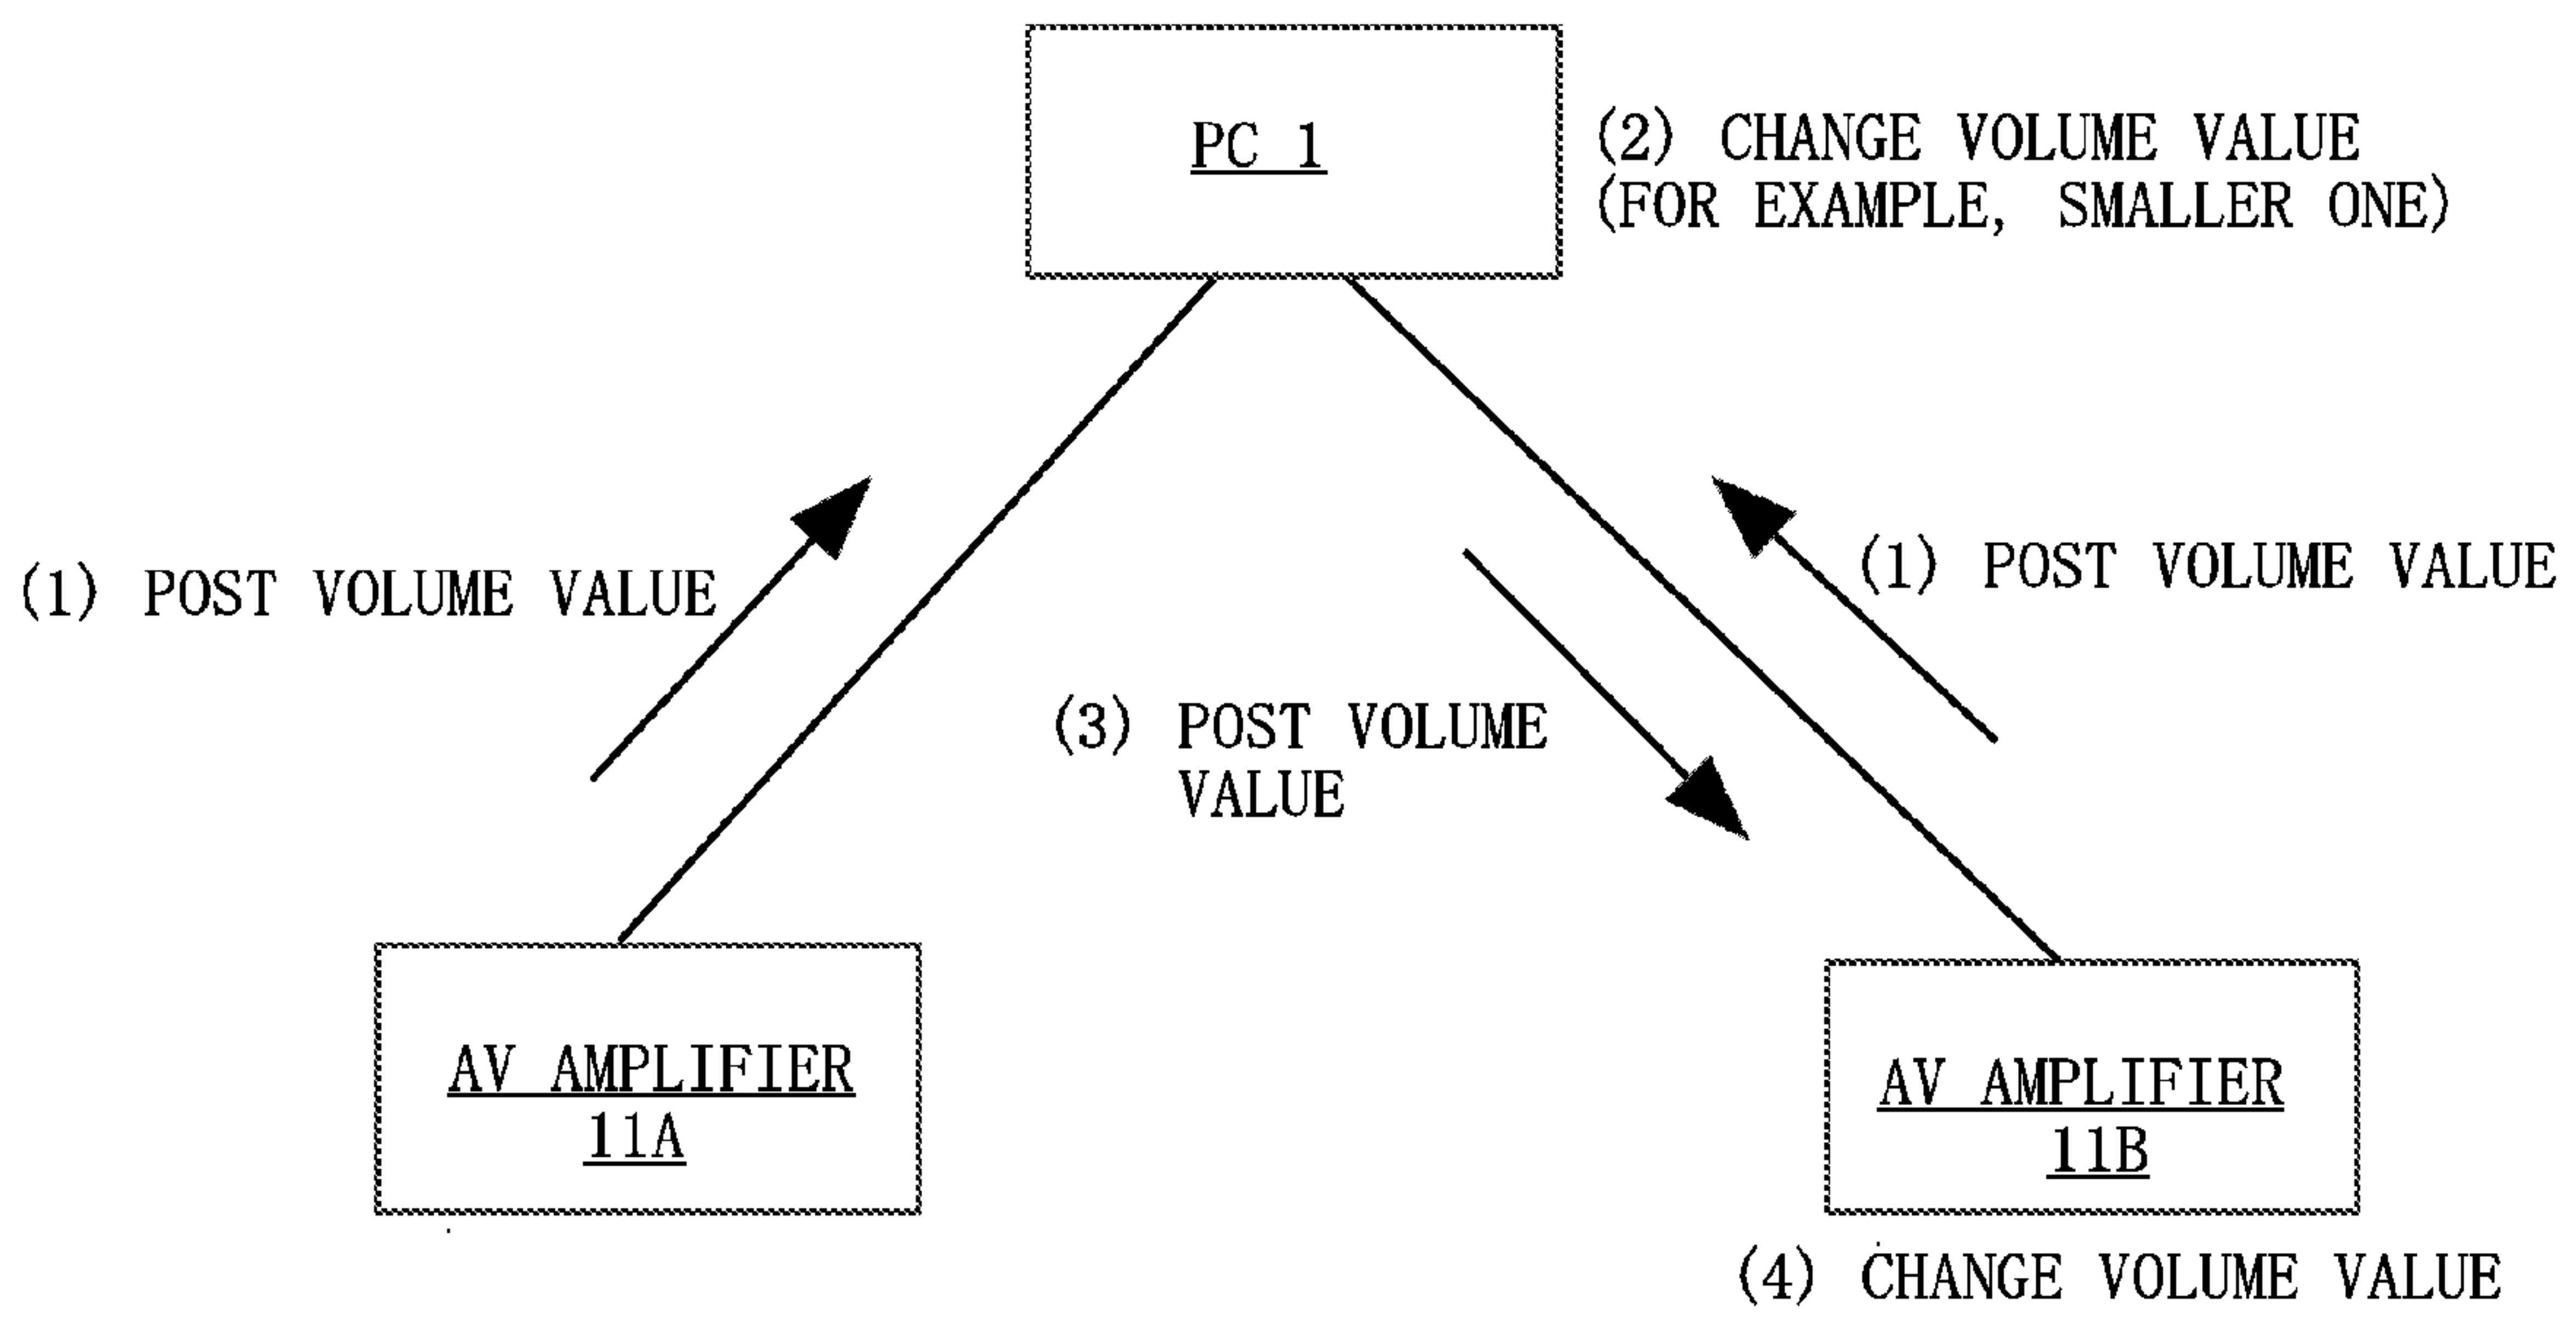 PC 1
(2) CHANGE VOLUME VALUE
(FOR EXAMPLE, SMALLER ONE)
(1) POST VOLUME VALUE
(1) POST VOLUME VALUE
(3) POST VOLUME
VALUE
AV AMPLIFIER
11A
AV AMPLIFIER
11B
(4) CHANGE VOLUME VALUE